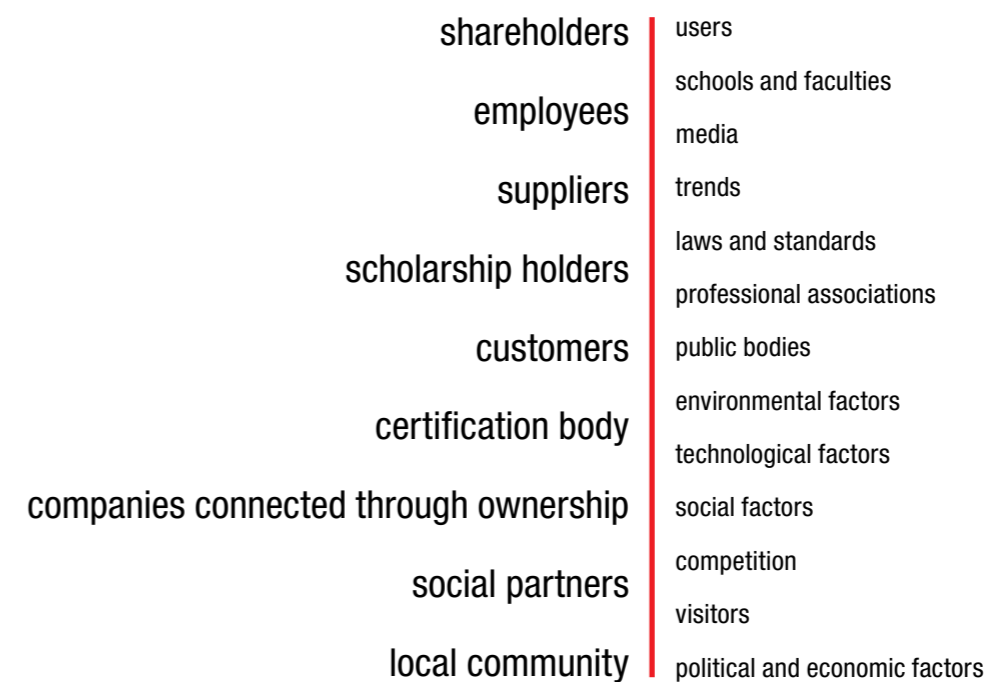 shareholders
employees
suppliers
scholarship holders
customers
certification body
companies connected through ownership
social partners
local community
users
schools and faculties
media
trends
laws and standards
professional associations
public bodies
environmental factors
technological factors
social factors
competition
visitors
political and economic factors